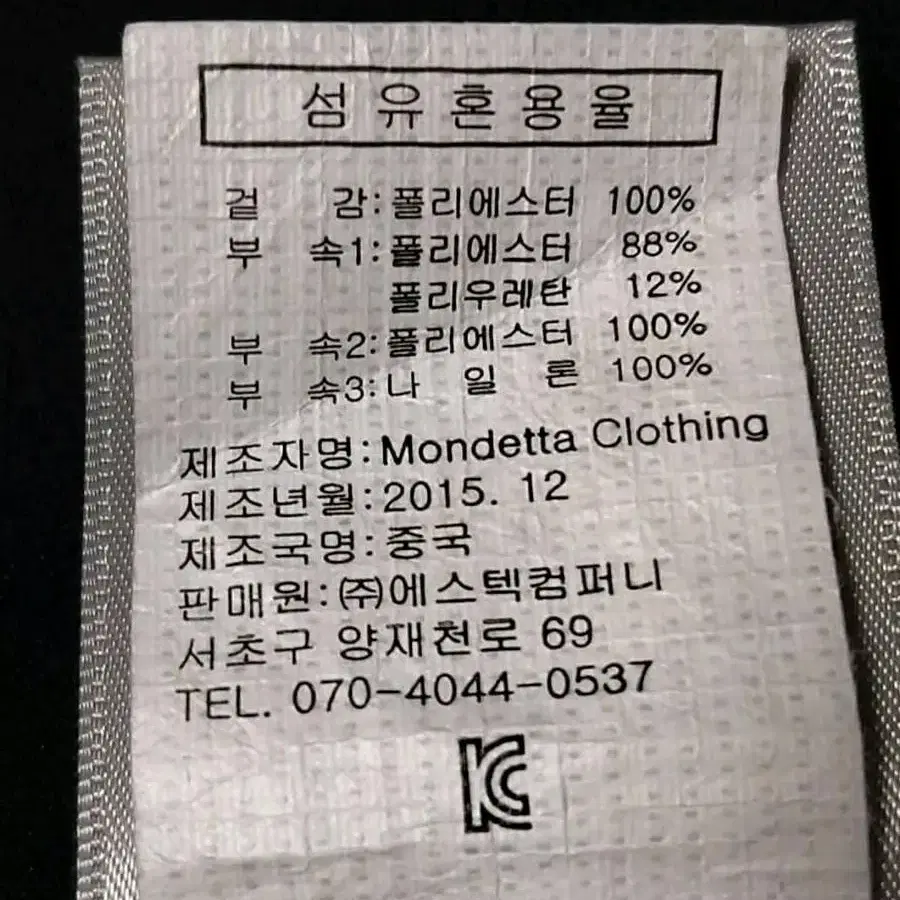 섬유혼용율
겉 감: 폴리에스터 100%
부 속1: 폴리에스터 88%
폴리우레탄 12%
부 속2: 폴리에스터 100%
부 속3: 나 일 론 100%
제조자명: Mondetta Clothing
제조년월: 2015. 12
제조국명: 중국
판매원: ㈜에스텍컴퍼니
서초구 양재천로 69
TEL. 070-4044-0537
KC